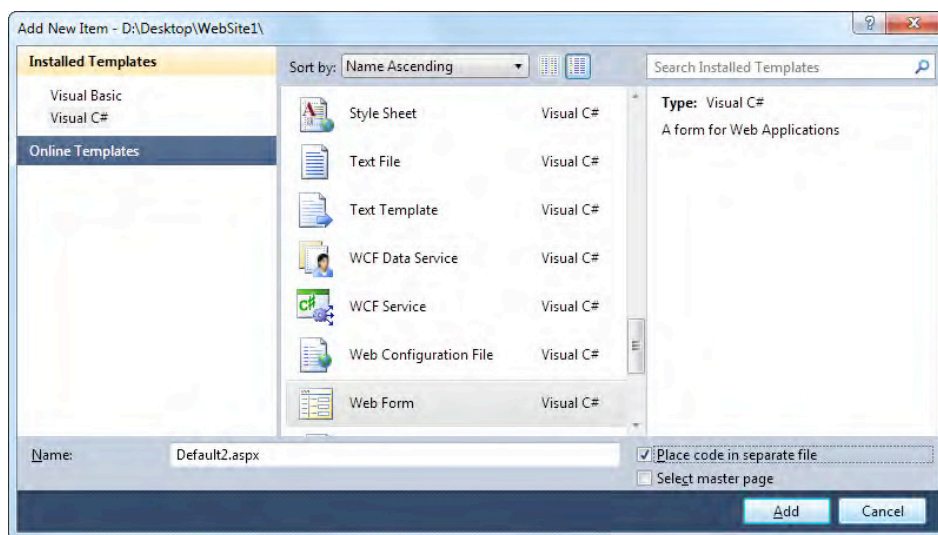 Add New Item - D:\Desktop\WebSite1\
Installed Templates
Visual Basic
Visual C#
Online Templates
Sort by: Name Ascending
Search Installed Templates
Style Sheet Visual C#
Text File Visual C#
Text Template Visual C#
WCF Data Service Visual C#
WCF Service Visual C#
Web Configuration File Visual C#
Web Form Visual C#
Type: Visual C#
A form for Web Applications
Name: Default2.aspx
Place code in separate file
Select master page
Add Cancel